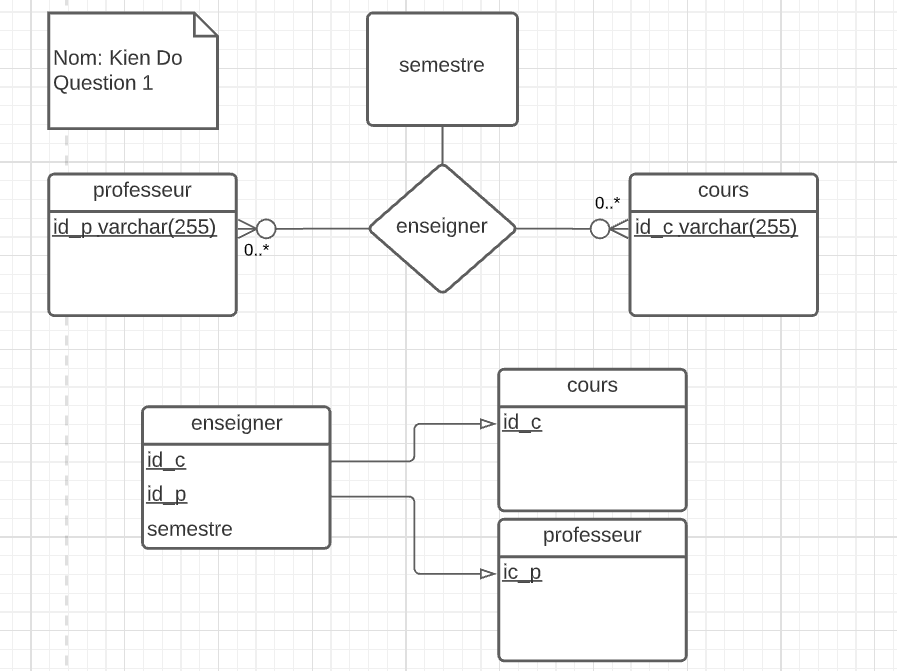 Nom: Kien Do
Question 1
semestre
professeur
id_p varchar(255)
0..*
enseigner
0..*
cours
id_c varchar(255)
enseigner
id_c
id_p
semestre
cours
id_c
professeur
ic_p